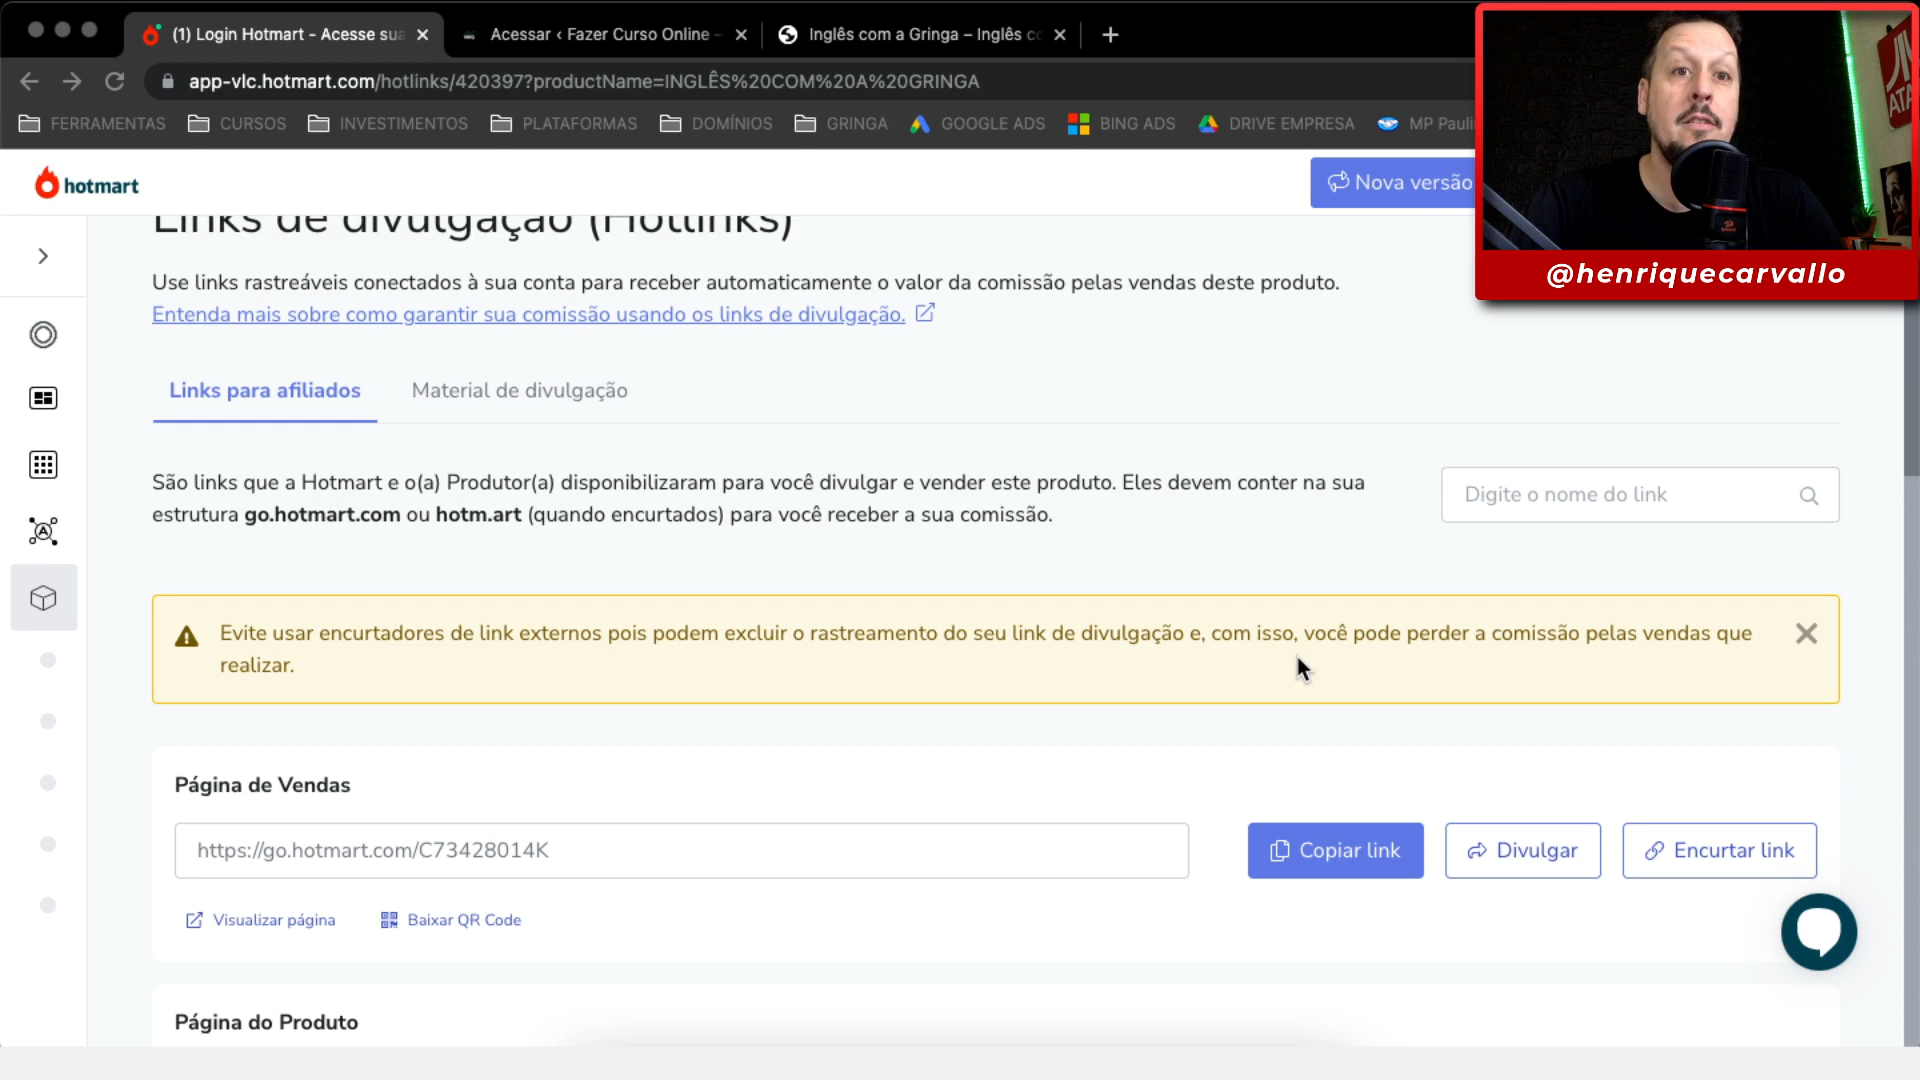 (1) Login Hotmart - Acesse sua
Acessar ‹ Fazer Curso Online –
Inglês com a Gringa – Inglês co
app-vlc.hotmart.com/hotlinks/420397?productName=INGLÊS%20COM%20A%20GRINGA
FERRAMENTAS
CURSOS
INVESTIMENTOS
PLATAFORMAS
DOMÍNIOS
GRINGA
GOOGLE ADS
BING ADS
DRIVE EMPRESA
MP Pauli
hotmart
Nova versão
@henriquecarvallo
Links de divulgação (Hotlinks)
Use links rastreáveis conectados à sua conta para receber automaticamente o valor da comissão pelas vendas deste produto.
Entenda mais sobre como garantir sua comissão usando os links de divulgação.
Links para afiliados
Material de divulgação
São links que a Hotmart e o(a) Produtor(a) disponibilizaram para você divulgar e vender este produto. Eles devem conter na sua
estrutura go.hotmart.com ou hotm.art (quando encurtados) para você receber a sua comissão.
Digite o nome do link
Evite usar encurtadores de link externos pois podem excluir o rastreamento do seu link de divulgação e, com isso, você pode perder a comissão pelas vendas que
realizar.
Página de Vendas
https://go.hotmart.com/C73428014K
Copiar link
Divulgar
Encurtar link
Visualizar página
Baixar QR Code
Página do Produto